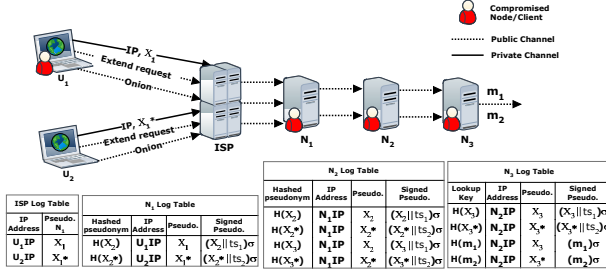 Compromised
Node/Client
Public Channel
Private Channel
IP, X1
Extend request
Onion
U1
IP, X1*
Extend request
Onion
U2
ISP
N1
N2
N3
m1
m2
ISP Log Table
IP Address Pseudo. N1
U1IP X1
U2IP X1*
N1 Log Table
Hashed pseudonym IP Address Pseudo. Signed Pseudo.
H(X2) U1IP X1 (X2||ts1)σ
H(X2*) U2IP X1* (X2*||ts2)σ
N2 Log Table
Hashed pseudonym IP Address Pseudo. Signed Pseudo.
H(X2) N1IP X2 (X2||ts1)σ
H(X2*) N1IP X2* (X2*||ts2)σ
H(X3) N1IP X2 (X3||ts1)σ
H(X3*) N1IP X2* (X3*||ts2)σ
N3 Log Table
Lookup Key IP Address Pseudo. Signed Pseudo.
H(X3) N2IP X3 (X3||ts1)σ
H(X3*) N2IP X3* (X3*||ts2)σ
H(m1) N2IP X3 (m1)σ
H(m2) N2IP X3* (m2)σ